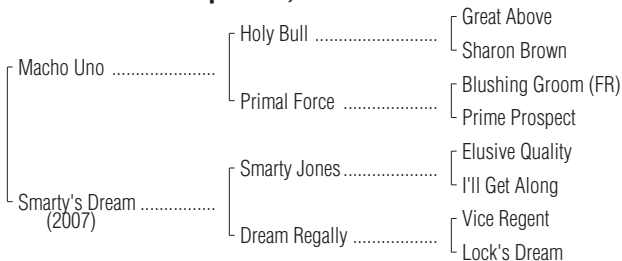 Great Above
Holy Bull ..........................
Sharon Brown
Macho Uno ......................
Blushing Groom (FR)
Primal Force ....................
Prime Prospect
Elusive Quality
Smarty Jones....................
I'll Get Along
Smarty's Dream ................
(2007)
Vice Regent
Dream Regally ..................
Lock's Dream